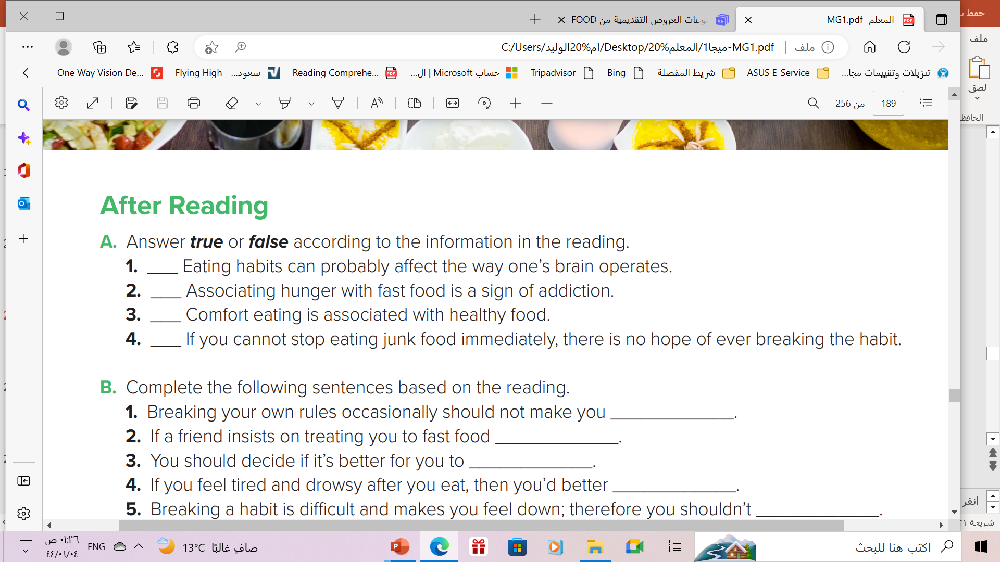 MG1.pdf- المعلم
وعات العروض التقديمية من FOOD
حفظ
ملف
C:/Users/ام%20الوليد/Desktop/20%المعلم/ميجا1-MG1.pdf
ملف
One Way Vision De...
Flying High - سعود...
Reading Comprehe...
حساب Microsoft | ال...
Tripadvisor
Bing
شريط المفضلة
ASUS E-Service
تنزيلات وتقييمات مجا...
لصق
256 من
189
الحافظ
After Reading
A. Answer true or false according to the information in the reading.
1. ____ Eating habits can probably affect the way one’s brain operates.
2. ____ Associating hunger with fast food is a sign of addiction.
3. ____ Comfort eating is associated with healthy food.
4. ____ If you cannot stop eating junk food immediately, there is no hope of ever breaking the habit.
B. Complete the following sentences based on the reading.
1. Breaking your own rules occasionally should not make you ________________.
2. If a friend insists on treating you to fast food ________________.
3. You should decide if it’s better for you to ________________.
4. If you feel tired and drowsy after you eat, then you’d better ________________.
5. Breaking a habit is difficult and makes you feel down; therefore you shouldn’t ________________.
انقر
شريحة ٢١
٠١:٣٦ ص
٤٤/٠٦/٠٤
ENG
13°C صافٍ غالبًا
اكتب هنا للبحث